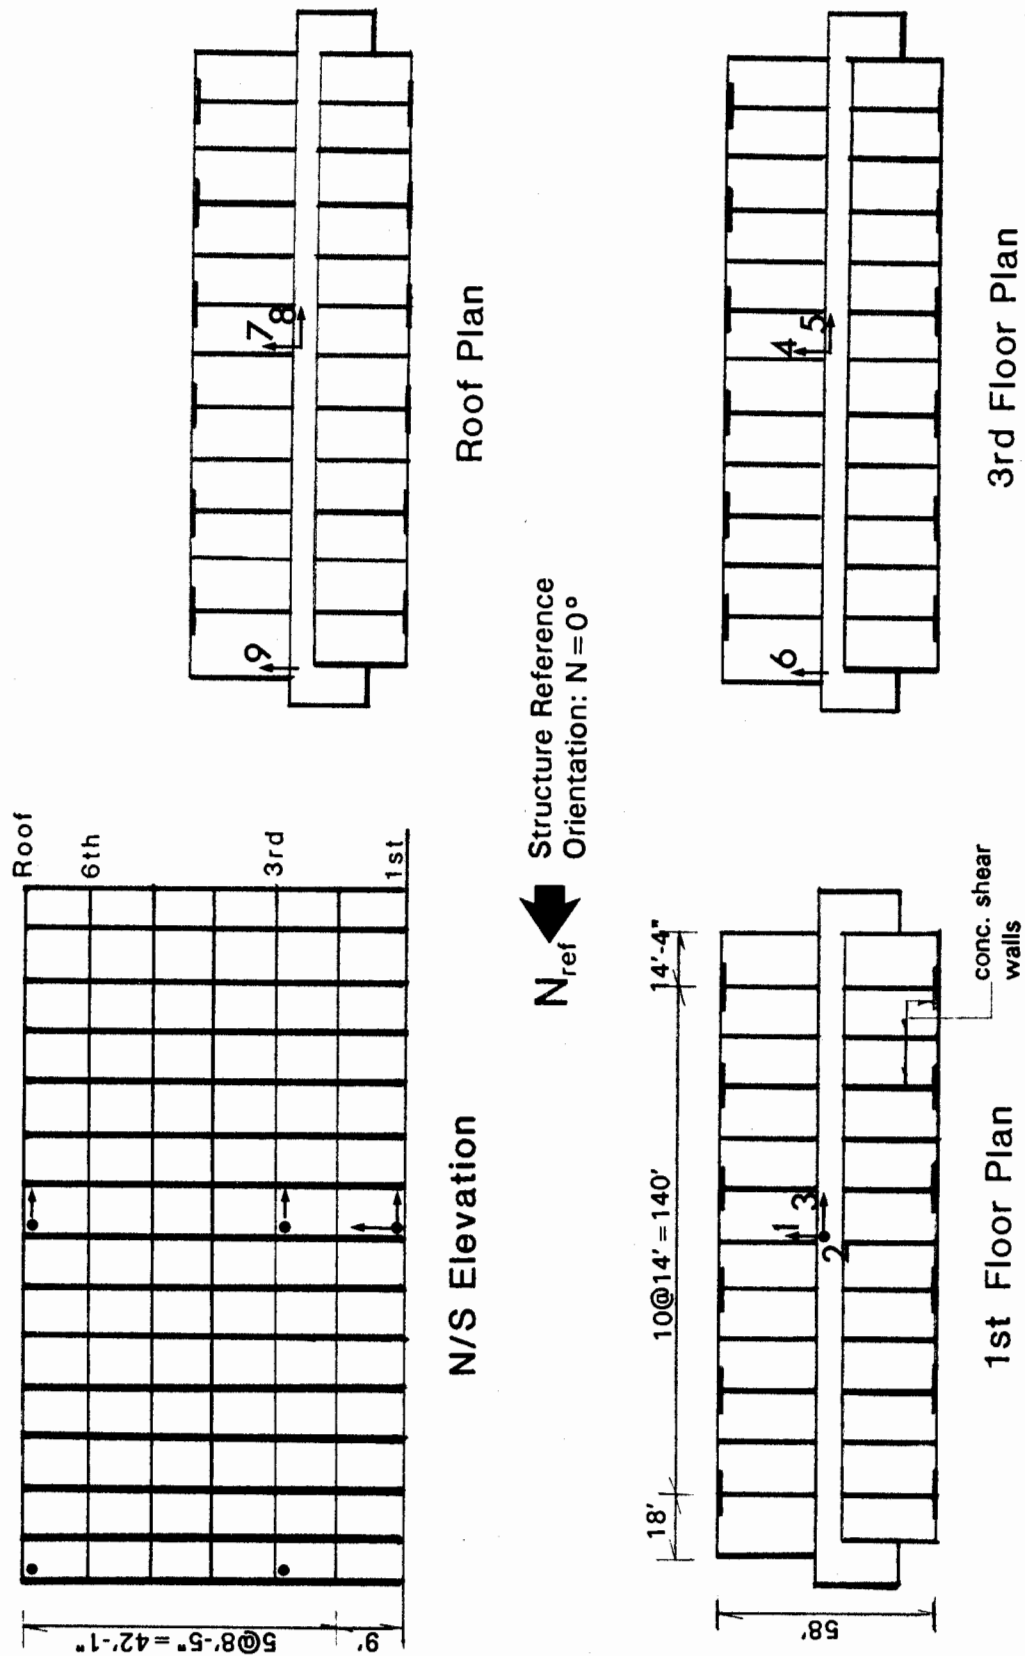 Roof
6th
3rd
1st
5@8'-5"=42'-1"
9'
N/S Elevation
7
8
9
Roof Plan
Nref
Structure Reference
Orientation: N=0°
14'-4"
10@14'=140'
18'
58'
1
2
3
conc. shear
walls
1st Floor Plan
4
5
6
3rd Floor Plan